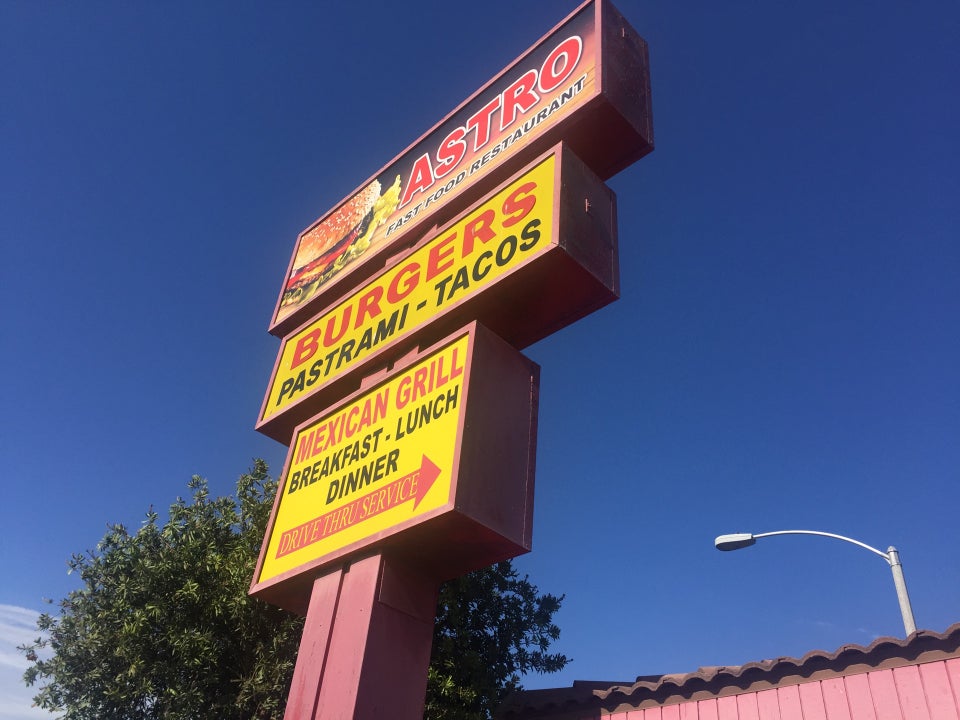 ASTRO
FAST FOOD RESTAURANT
BURGERS
PASTRAMI - TACOS
MEXICAN GRILL
BREAKFAST - LUNCH
DINNER
DRIVE THRU SERVICE